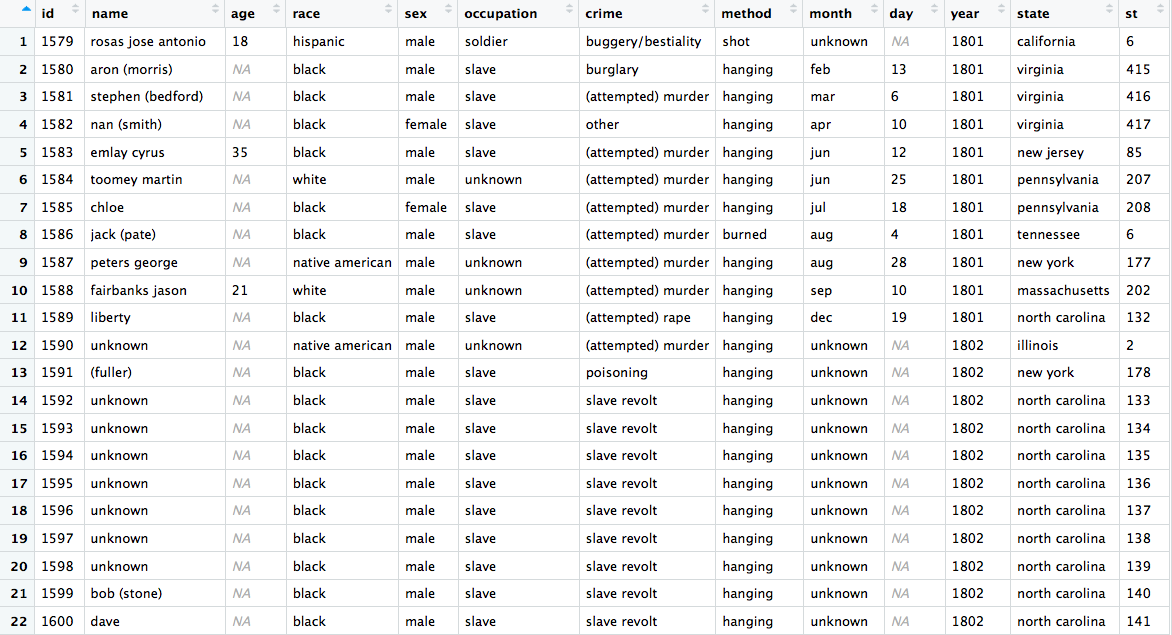 id name age race sex occupation crime method month day year state st
1 1579 rosas jose antonio 18 hispanic male soldier buggery/bestiality shot unknown NA 1801 california 6
2 1580 aron (morris) NA black male slave burglary hanging feb 13 1801 virginia 415
3 1581 stephen (bedford) NA black male slave (attempted) murder hanging mar 6 1801 virginia 416
4 1582 nan (smith) NA black female slave other hanging apr 10 1801 virginia 417
5 1583 emlay cyrus 35 black male slave (attempted) murder hanging jun 12 1801 new jersey 85
6 1584 toomey martin NA white male unknown (attempted) murder hanging jun 25 1801 pennsylvania 207
7 1585 chloe NA black female slave (attempted) murder hanging jul 18 1801 pennsylvania 208
8 1586 jack (pate) NA black male slave (attempted) murder burned aug 4 1801 tennessee 6
9 1587 peters george NA native american male unknown (attempted) murder hanging aug 28 1801 new york 177
10 1588 fairbanks jason 21 white male unknown (attempted) murder hanging sep 10 1801 massachusetts 202
11 1589 liberty NA black male slave (attempted) rape hanging dec 19 1801 north carolina 132
12 1590 unknown NA native american male unknown (attempted) murder hanging unknown NA 1802 illinois 2
13 1591 (fuller) NA black male slave poisoning hanging unknown NA 1802 new york 178
14 1592 unknown NA black male slave slave revolt hanging unknown NA 1802 north carolina 133
15 1593 unknown NA black male slave slave revolt hanging unknown NA 1802 north carolina 134
16 1594 unknown NA black male slave slave revolt hanging unknown NA 1802 north carolina 135
17 1595 unknown NA black male slave slave revolt hanging unknown NA 1802 north carolina 136
18 1596 unknown NA black male slave slave revolt hanging unknown NA 1802 north carolina 137
19 1597 unknown NA black male slave slave revolt hanging unknown NA 1802 north carolina 138
20 1598 unknown NA black male slave slave revolt hanging unknown NA 1802 north carolina 139
21 1599 bob (stone) NA black male slave slave revolt hanging unknown NA 1802 north carolina 140
22 1600 dave NA black male slave slave revolt hanging unknown NA 1802 north carolina 141